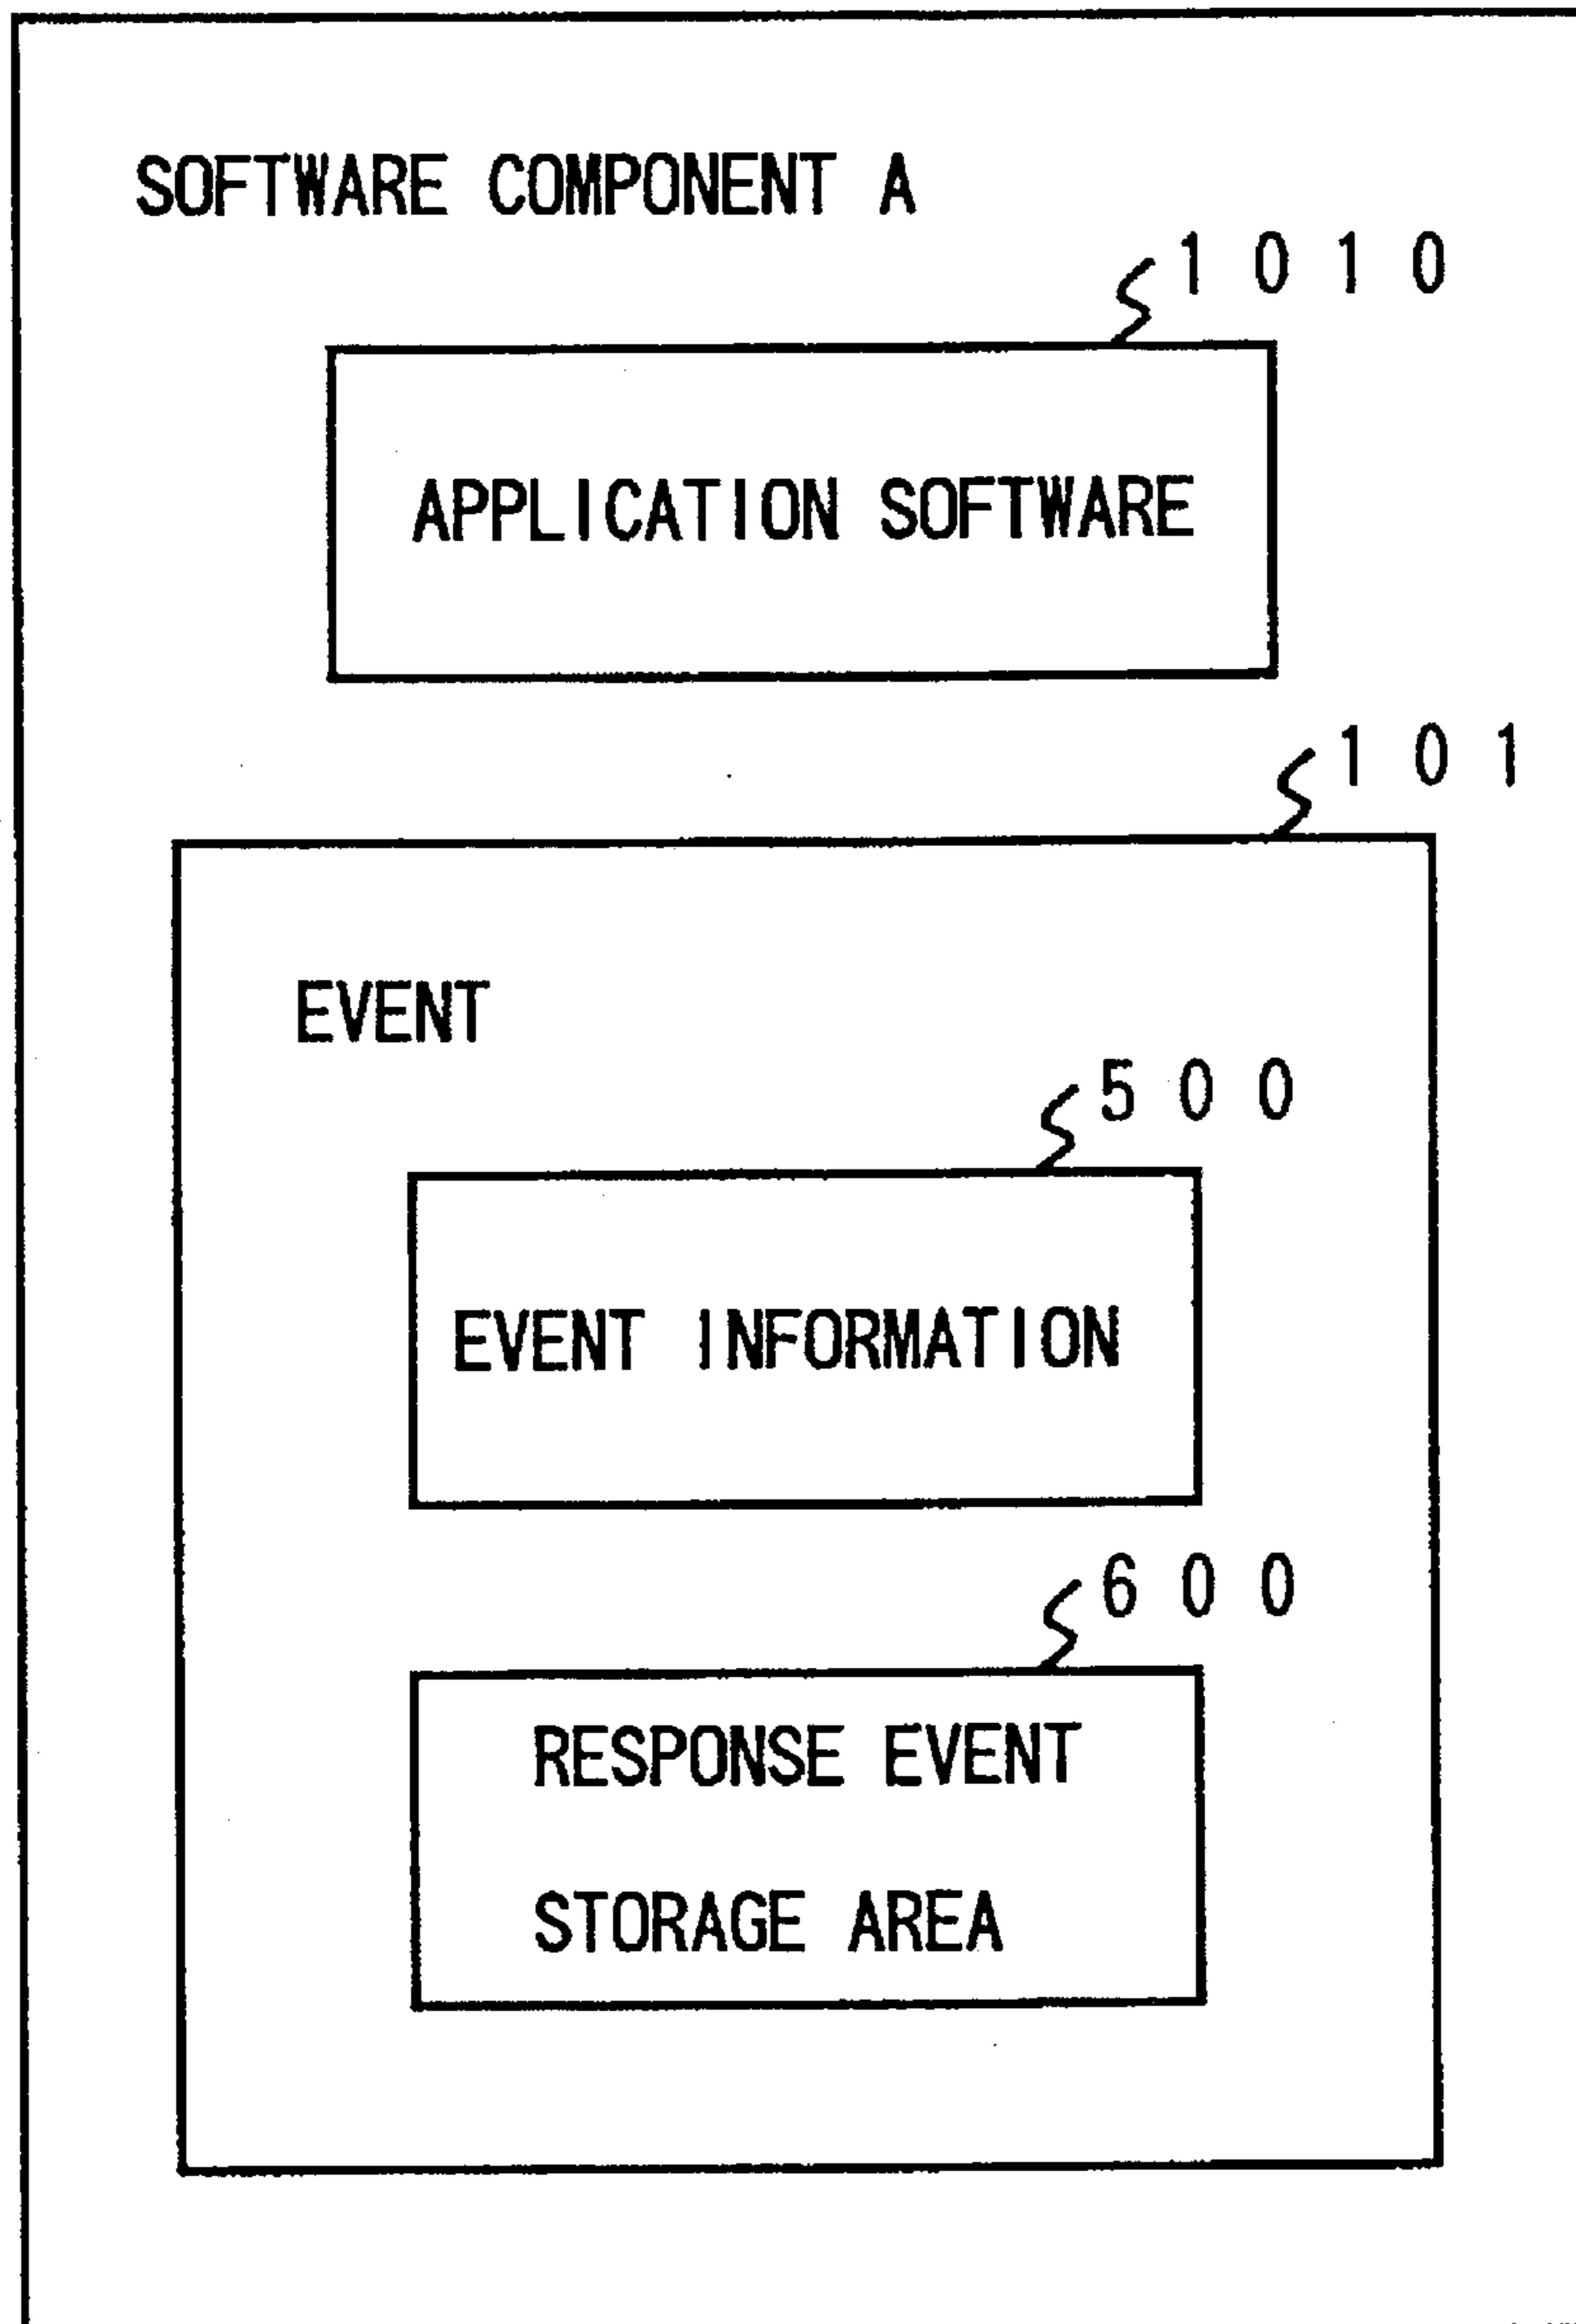 SOFTWARE COMPONENT A
1010
APPLICATION SOFTWARE
101
EVENT
500
EVENT INFORMATION
600
RESPONSE EVENT
STORAGE AREA